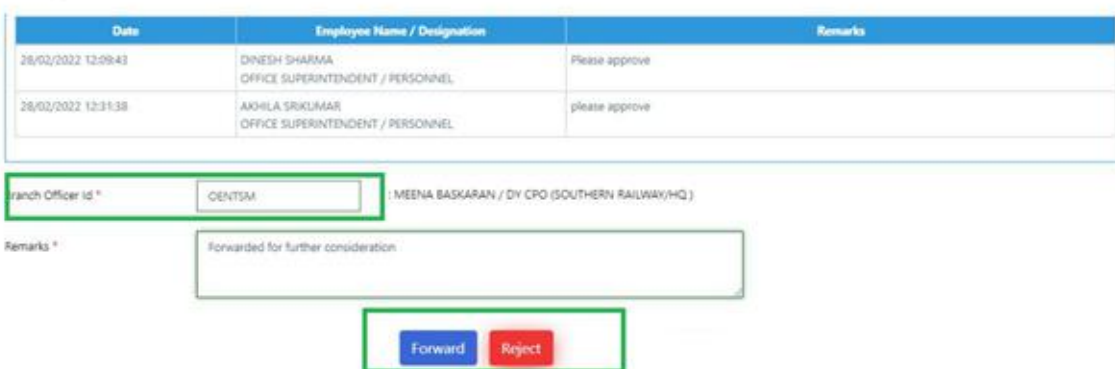 Date Employee Name / Designation Remarks
28/02/2022 12:09:43 DINESH SHARMA Please approve
OFFICE SUPERINTENDENT / PERSONNEL
28/02/2022 12:31:38 AKHILA SRIKUMAR please approve
OFFICE SUPERINTENDENT / PERSONNEL
ranch Officer Id * OENTSM : MEENA BASKARAN / DY CPO (SOUTHERN RAILWAY/HQ )
Remarks * Forwarded for further consideration
Forward Reject